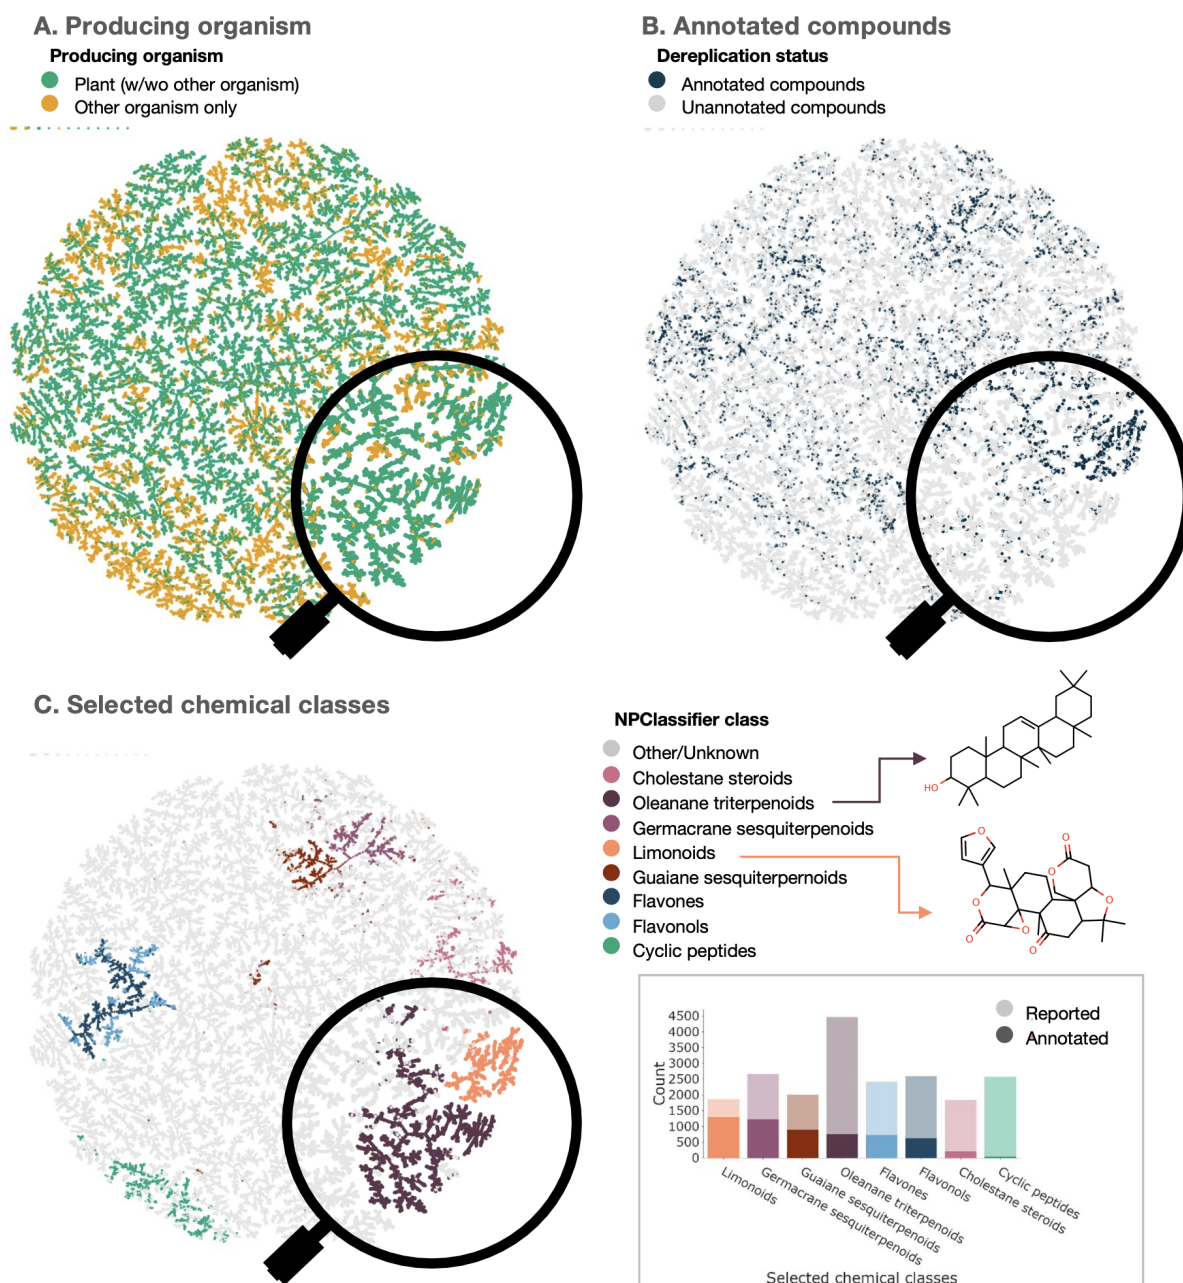 A. Producing organism
Producing organism
Plant (w/wo other organism)
Other organism only
B. Annotated compounds
Dereplication status
Annotated compounds
Unannotated compounds
C. Selected chemical classes
NPClassifier class
Other/Unknown
Cholestane steroids
Oleanane triterpenoids
Germacrane sesquiterpenoids
Limonoids
Guaiane sesquiterpernoids
Flavones
Flavonols
Cyclic peptides
HO
O
O
O
O
O
O
O
O
Reported
Annotated
Count
4500
4000
3500
3000
2500
2000
1500
1000
500
0
Limonoids
Germacrane sesquiterpenoids
Guaiane sesquiterpenoids
Oleanane triterpenoids
Flavones
Flavonols
Cholestane steroids
Cyclic peptides
Selected chemical classes